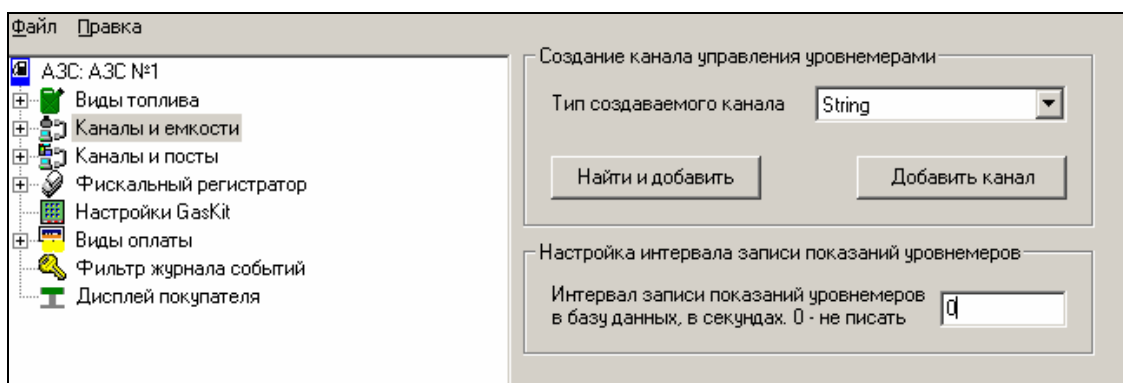 Файл Правка
АЗС: АЗС №1
Виды топлива
Каналы и емкости
Каналы и посты
Фискальный регистратор
Настройки GasKit
Виды оплаты
Фильтр журнала событий
Дисплей покупателя
Создание канала управления уровнемерами
Тип создаваемого канала String
Найти и добавить Добавить канал
Настройка интервала записи показаний уровнемеров
Интервал записи показаний уровнемеров
в базу данных, в секундах. 0 - не писать 0